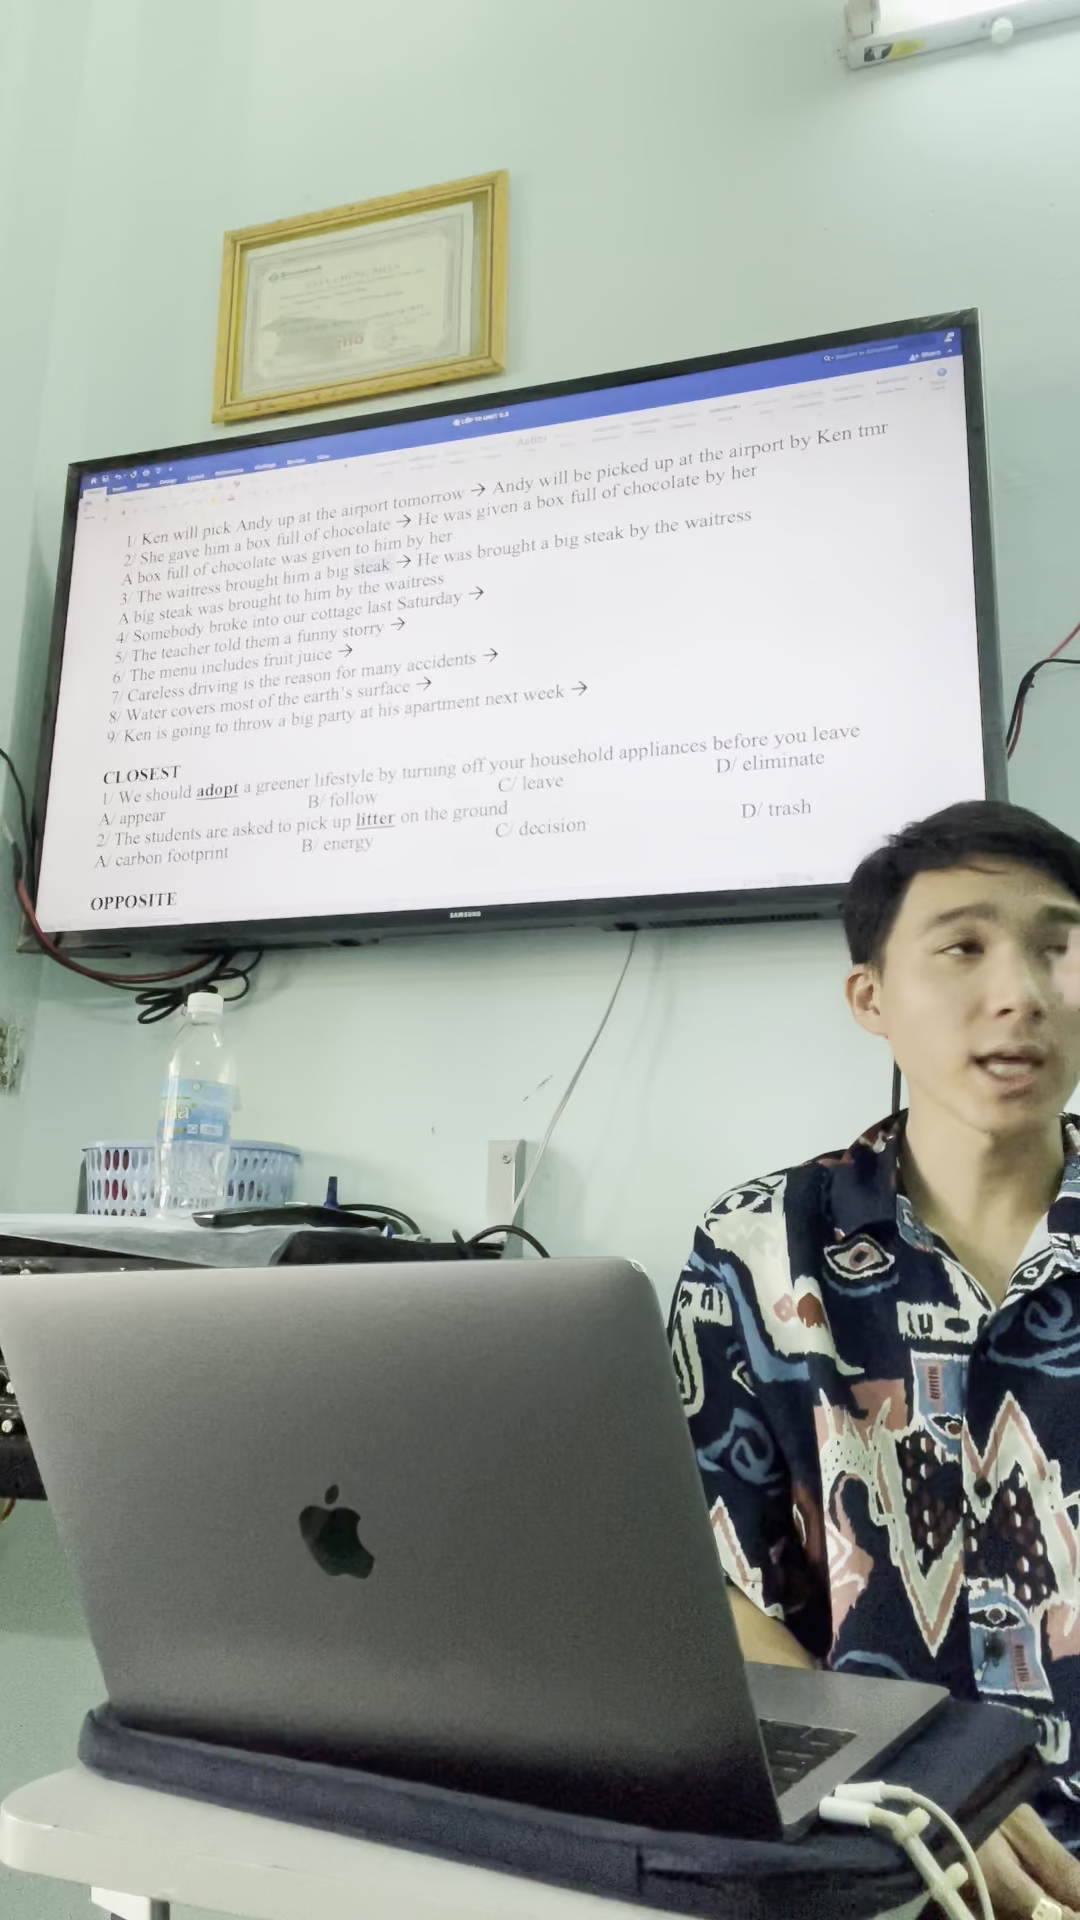 LỚP 10 UNIT 2.2
Share
AaBbl
1/ Ken will pick Andy up at the airport tomorrow → Andy will be picked up at the airport by Ken tmr
2/ She gave him a box full of chocolate → He was given a box full of chocolate by her
A box full of chocolate was given to him by her
3/ The waitress brought him a big steak → He was brought a big steak by the waitress
A big steak was brought to him by the waitress
4/ Somebody broke into our cottage last Saturday →
5/ The teacher told them a funny storry →
6/ The menu includes fruit juice →
7/ Careless driving is the reason for many accidents →
8/ Water covers most of the earth's surface →
9/ Ken is going to throw a big party at his apartment next week →
CLOSEST
1/ We should adopt a greener lifestyle by turning off your household appliances before you leave
A/ appear B/ follow C/ leave D/ eliminate
2/ The students are asked to pick up litter on the ground
A/ carbon footprint B/ energy C/ decision D/ trash
OPPOSITE
SAMSUNG